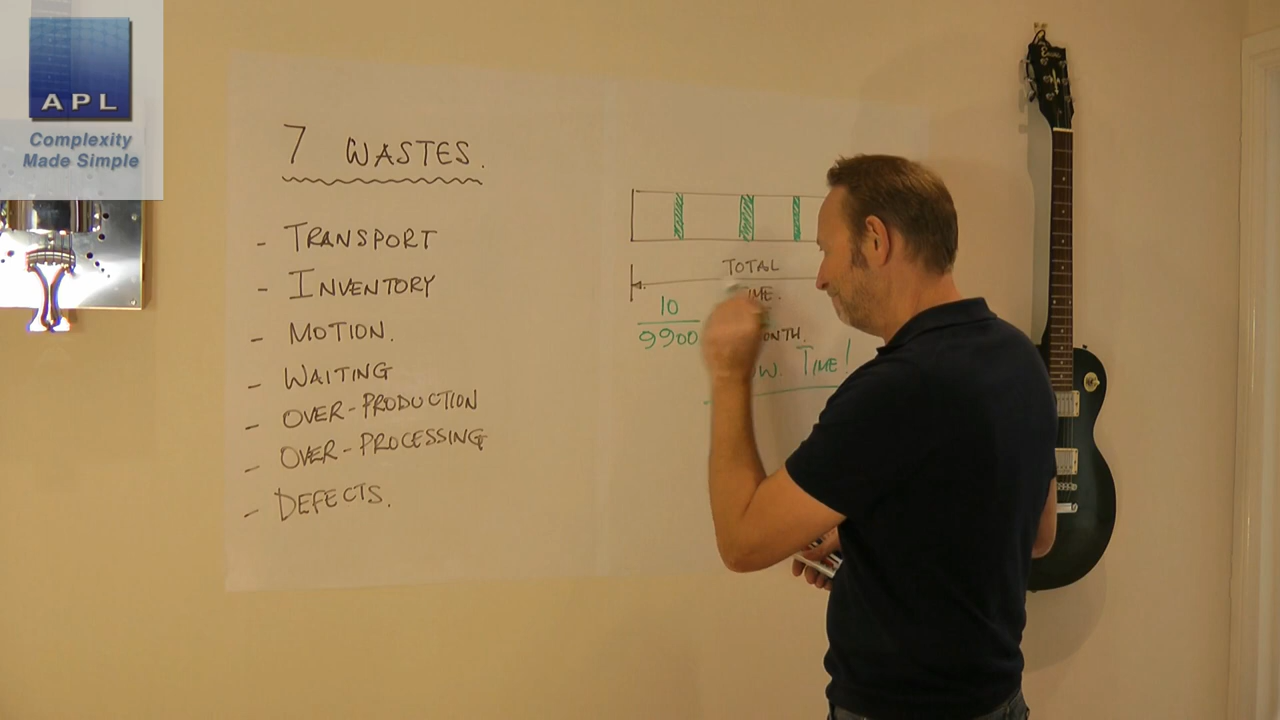 APL
Complexity
Made Simple
7 WASTES.
- TRANSPORT
- INVENTORY
- MOTION.
- WAITING
- OVER-PRODUCTION
- OVER-PROCESSING
- DEFECTS.
TOTAL
TIME.
10
9900
TIME!